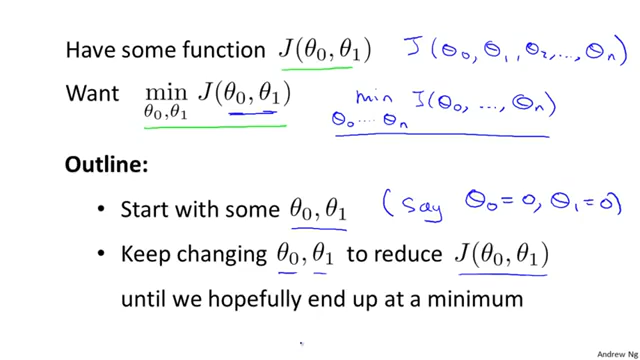 Have some function J(θ₀, θ₁) J(θ₀, θ₁, θ₂, ..., θₙ)
Want min J(θ₀, θ₁) min J(θ₀, ..., θₙ)
θ₀,θ₁ θ₀....θₙ
Outline:
• Start with some θ₀, θ₁ (say θ₀ = 0, θ₁ = 0)
• Keep changing θ₀, θ₁ to reduce J(θ₀, θ₁)
until we hopefully end up at a minimum
Andrew Ng